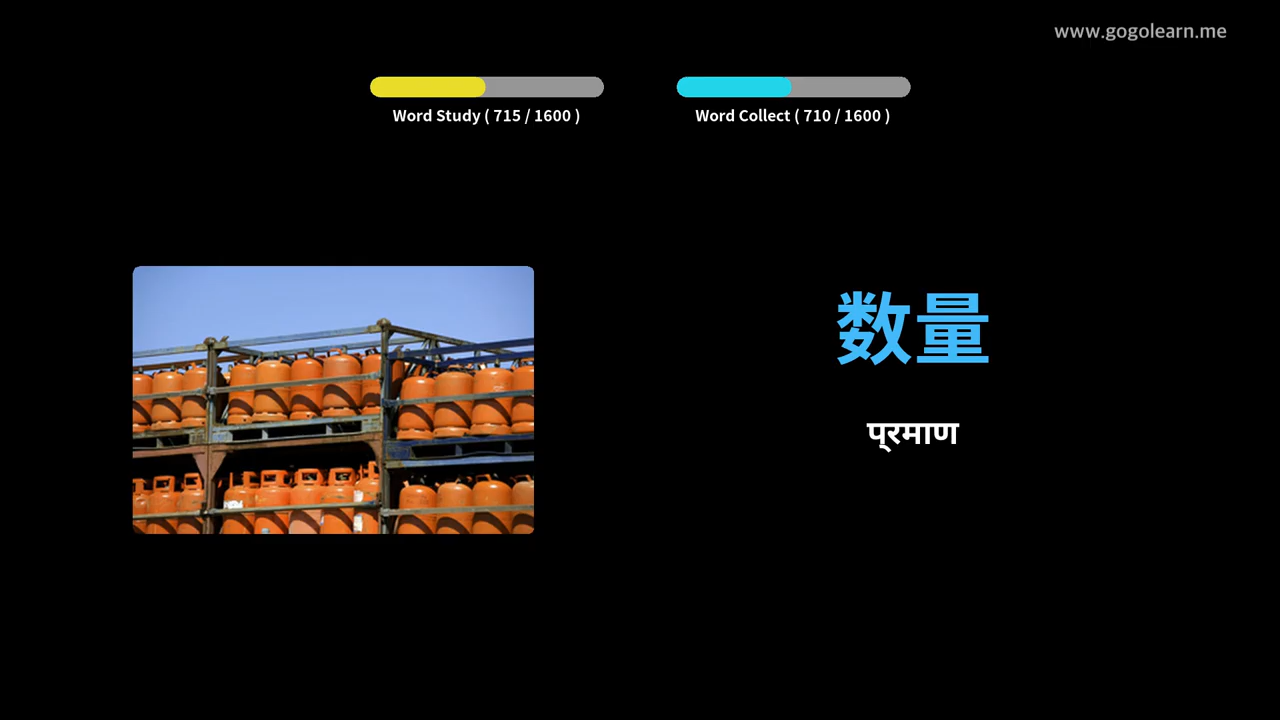 www.gogolearn.me
Word Study ( 715 / 1600 )
Word Collect ( 710 / 1600 )
数量
प्रमाण